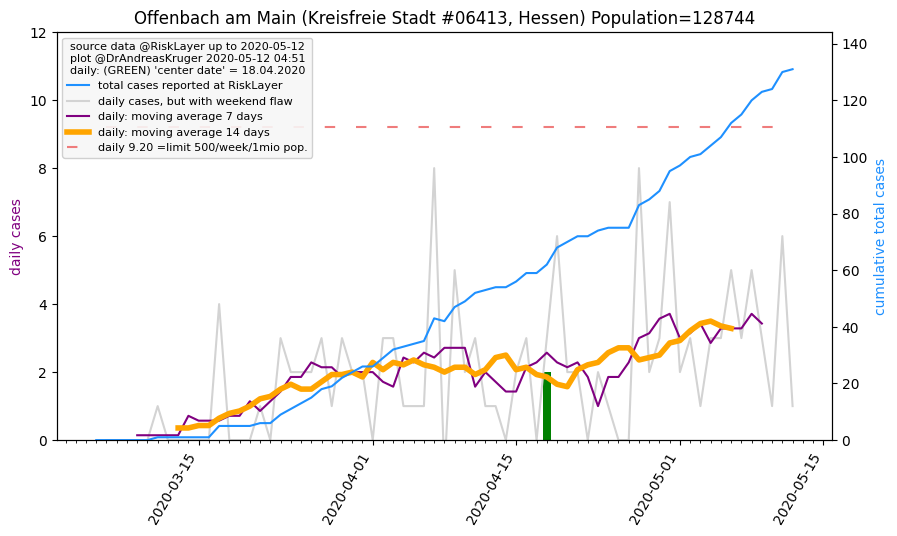 Offenbach am Main (Kreisfreie Stadt #06413, Hessen) Population=128744
source data @RiskLayer up to 2020-05-12
plot @DrAndreasKruger 2020-05-12 04:51
daily: (GREEN) 'center date' = 18.04.2020
total cases reported at RiskLayer
daily cases, but with weekend flaw
daily: moving average 7 days
daily: moving average 14 days
daily 9.20 =limit 500/week/1mio pop.
daily cases
12
10
8
6
4
2
0
cumulative total cases
140
120
100
80
60
40
20
0
2020-03-15
2020-04-01
2020-04-15
2020-05-01
2020-05-15